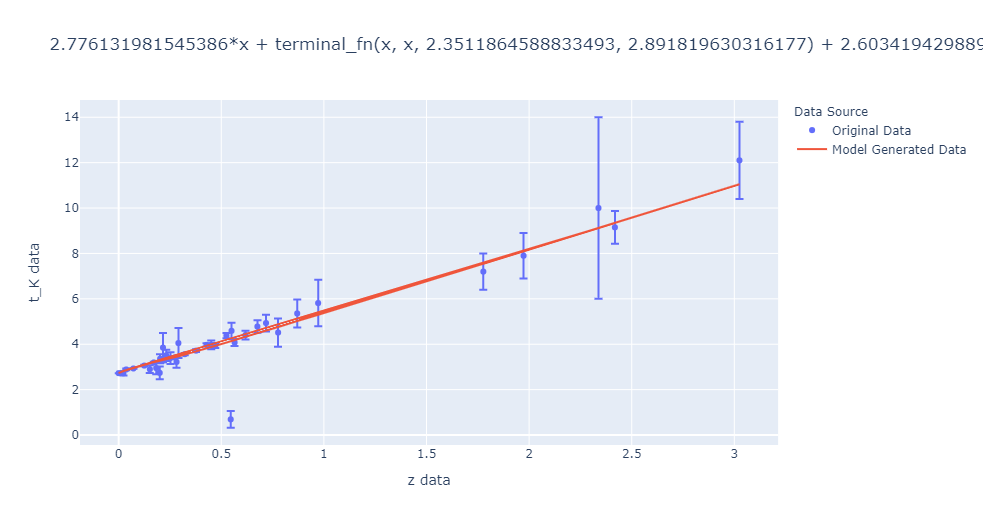 2.776131981545386*x + terminal_fn(x, x, 2.3511864588833493, 2.891819630316177) + 2.603419429889
14
12
10
8
6
4
2
0
t_K data
0
0.5
1
1.5
2
2.5
3
z data
Data Source
Original Data
Model Generated Data